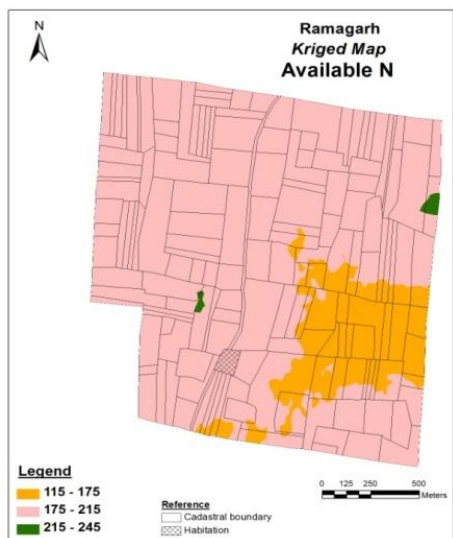 N
Ramagarh
Kriged Map
Available N
Legend
115 - 175
175 - 215
215 - 245
Reference
Cadastral boundary
Habitation
0 125 250 500
Meters